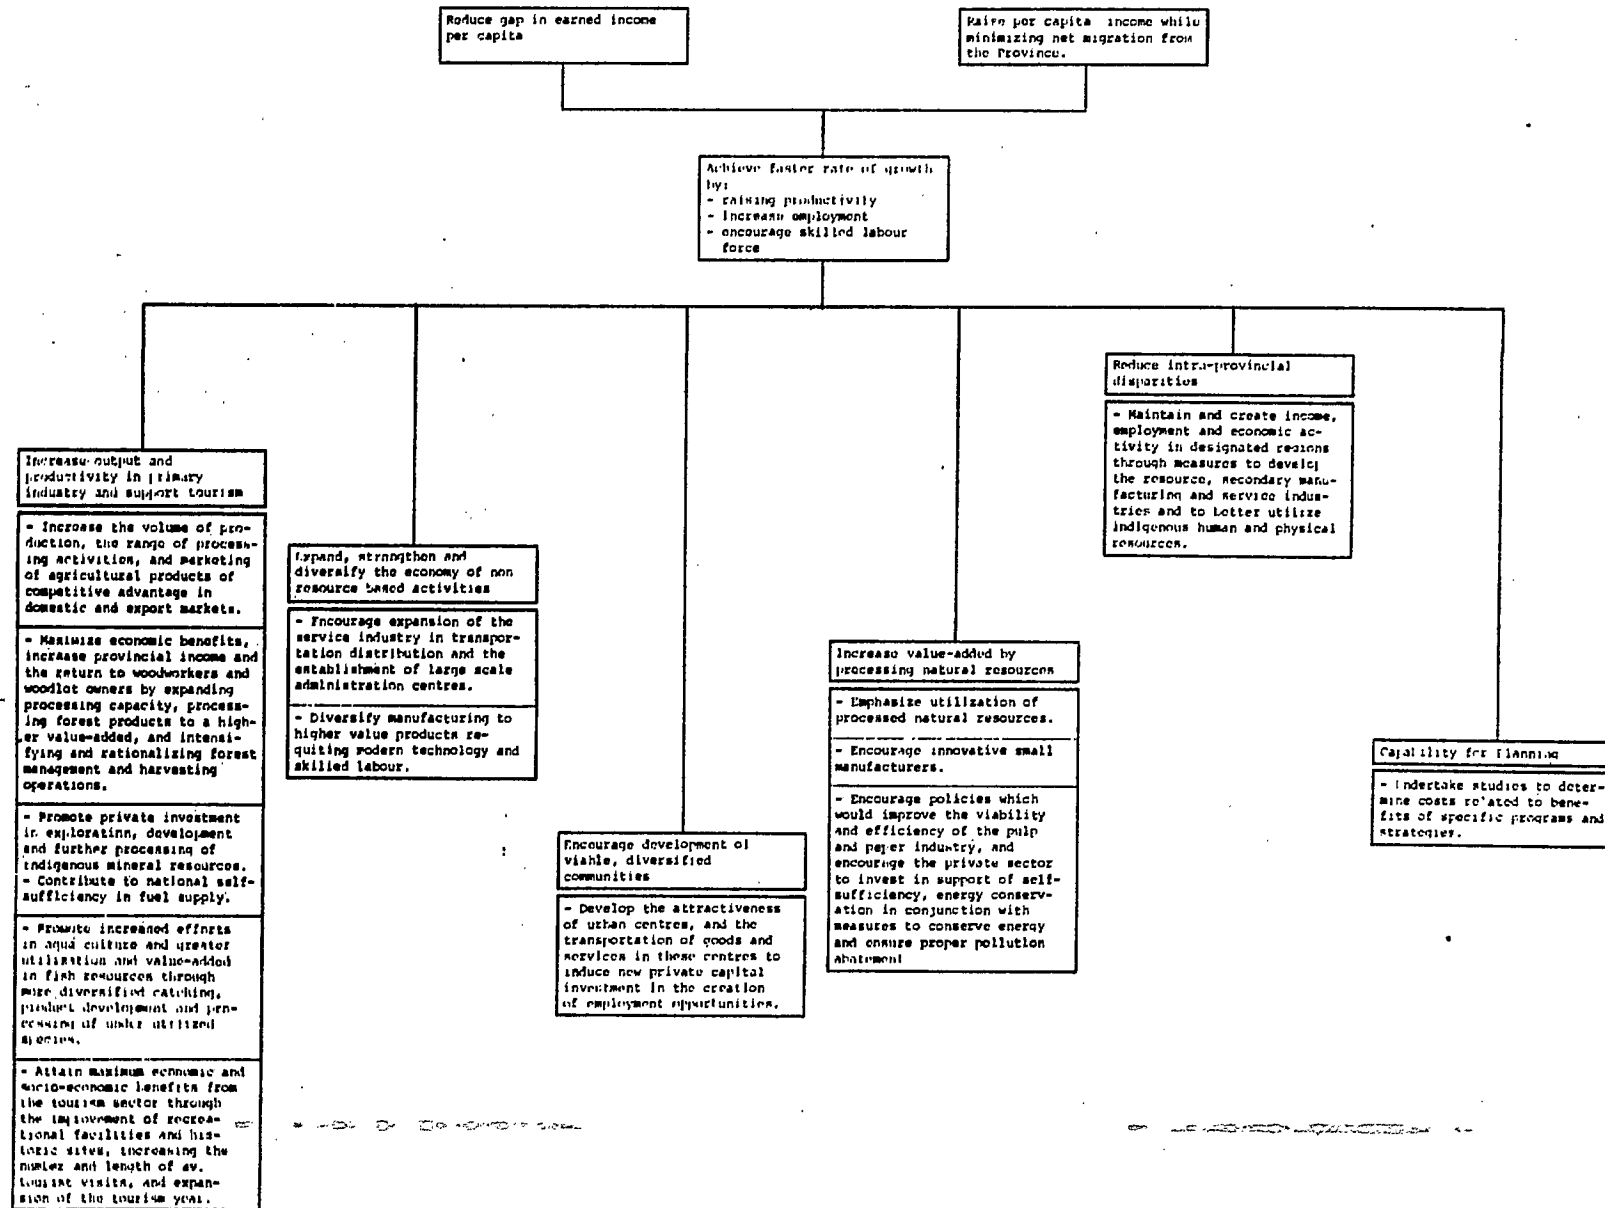 Reduce gap in earned income
per capita
Raise per capita income while
minimizing net migration from
the Province.
Achieve faster rate of growth
by:
- raising productivity
- increase employment
- encourage skilled labour
force
Increase output and
productivity in primary
industry and support tourism
- Increase the volume of pro-
duction, the range of process-
ing activities, and marketing
of agricultural products of
competitive advantage in
domestic and export markets.
- Maximize economic benefits,
increase provincial income and
the return to woodworkers and
woodlot owners by expanding
processing capacity, process-
ing forest products to a high-
er value-added, and intensi-
fying and rationalizing forest
management and harvesting
operations.
- Promote private investment
in exploration, development
and further processing of
indigenous mineral resources.
- Contribute to national self-
sufficiency in fuel supply.
- Promote increased efforts
in aqua culture and greater
utilization and value-added
in fish resources through
more diversified catching,
product development and pro-
cessing of under utilized
species.
- Attain maximum economic and
socio-economic benefits from
the tourism sector through
the improvement of recrea-
tional facilities and his-
toric sites, increasing the
number and length of av.
tourist visits, and expan-
sion of the tourism year.
Expand, strengthen and
diversify the economy of non
resource based activities
- Encourage expansion of the
service industry in transpor-
tation distribution and the
establishment of large scale
administration centres.
- Diversify manufacturing to
higher value products re-
quiting modern technology and
skilled labour.
Encourage development of
viable, diversified
communities
- Develop the attractiveness
of urban centres, and the
transportation of goods and
services in these centres to
induce new private capital
investment in the creation
of employment opportunities.
Increase value-added by
processing natural resources
- Emphasize utilization of
processed natural resources.
- Encourage innovative small
manufacturers.
- Encourage policies which
would improve the viability
and efficiency of the pulp
and paper industry, and
encourage the private sector
to invest in support of self-
sufficiency, energy conserv-
ation in conjunction with
measures to conserve energy
and ensure proper pollution
abatement
Reduce intra-provincial
disparities
- Maintain and create income,
employment and economic ac-
tivity in designated regions
through measures to develop
the resource, secondary manu-
facturing and service indus-
tries and to better utilize
indigenous human and physical
resources.
Capability for Planning
- Undertake studies to deter-
mine costs related to bene-
fits of specific programs and
strategies.